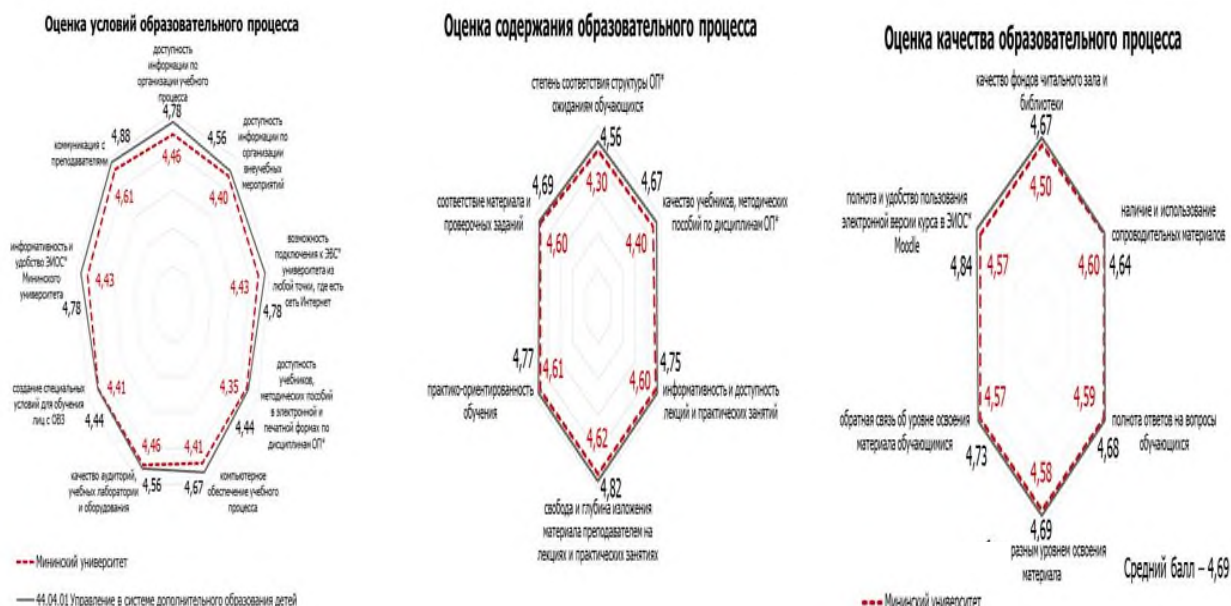 Оценка условий образовательного процесса
доступность
информации по
организации учебного
процесса
4,78
4,88
4,56
доступность
информации по
организации
внеучебных
мероприятий
коммуникация с
преподавателями
4,46
4,61
4,40
информативность и
удобство ЭИОС*
Мининского
университета
4,43
4,78
возможность
подключения к ЭБС*
университета из
любой точки, где есть
сеть Интернет
4,43
4,78
создание специальных
условий для обучения
лиц с ОВЗ
4,41
4,44
4,35
4,44
доступность
учебников,
методических пособий
в электронной и
печатной формах по
дисциплинам ОП*
4,46
4,41
качество аудиторий,
учебных лаборатории
и оборудования
4,56
4,67
компьютерное
обеспечение учебного
процесса
Мининский университет
44.04.01 Управление в системе дополнительного образования детей
Оценка содержания образовательного процесса
степень соответствия структуры ОП*
ожиданиям обучающихся
4,56
4,30
соответствие материала и
проверочных заданий
4,69
4,60
4,67
4,40
качество учебников, методических
пособий по дисциплинам ОП*
4,77
4,61
практико-ориентированность
обучения
4,75
4,60
информативность и доступность
лекций и практических занятий
4,62
4,82
свобода и глубина изложения
материала преподавателем на
лекциях и практических занятиях
Оценка качества образовательного процесса
качество фондов читального зала и
библиотеки
4,67
4,50
полнота и удобство пользования
электронной версии курса в ЭИОС*
Moodle
4,84
4,57
наличие и использование
сопроводительных материалов
4,60
4,64
4,57
обратная связь об уровне освоения
материала обучающимися
4,73
4,59
полнота ответов на вопросы
обучающихся
4,68
4,58
4,69
разным уровнем освоения
материала
Средний балл – 4,69
Мининский университет